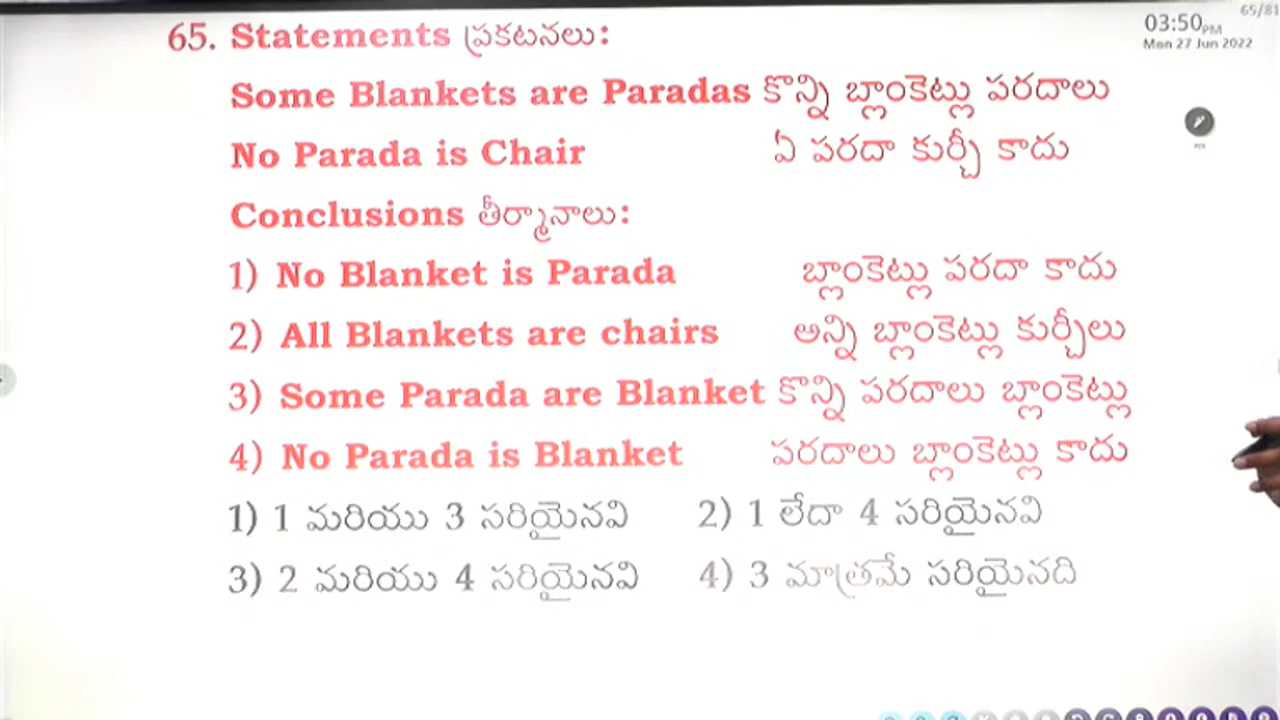 65/81
03:50PM
Mon 27 Jun 2022
65. Statements ప్రకటనలు:
Some Blankets are Paradas కొన్ని బ్లాంకెట్లు పరదాలు
No Parada is Chair ఏ పరదా కుర్చీ కాదు
Conclusions తీర్మానాలు:
1) No Blanket is Parada బ్లాంకెట్లు పరదా కాదు
2) All Blankets are chairs అన్ని బ్లాంకెట్లు కుర్చీలు
3) Some Parada are Blanket కొన్ని పరదాలు బ్లాంకెట్లు
4) No Parada is Blanket పరదాలు బ్లాంకెట్లు కాదు
1) 1 మరియు 3 సరియైనవి 2) 1 లేదా 4 సరియైనవి
3) 2 మరియు 4 సరియైనవి 4) 3 మాత్రమే సరియైనది